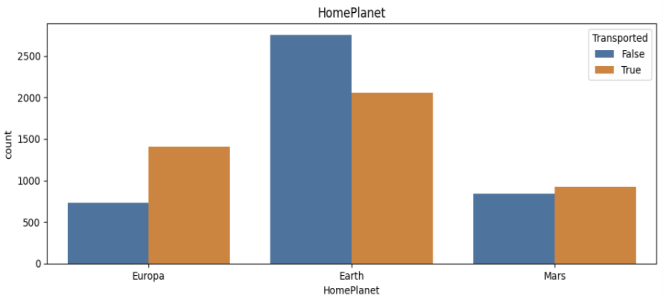 HomePlanet
Transported
False
True
2500
2000
1500
1000
500
0
count
Europa
Earth
Mars
HomePlanet